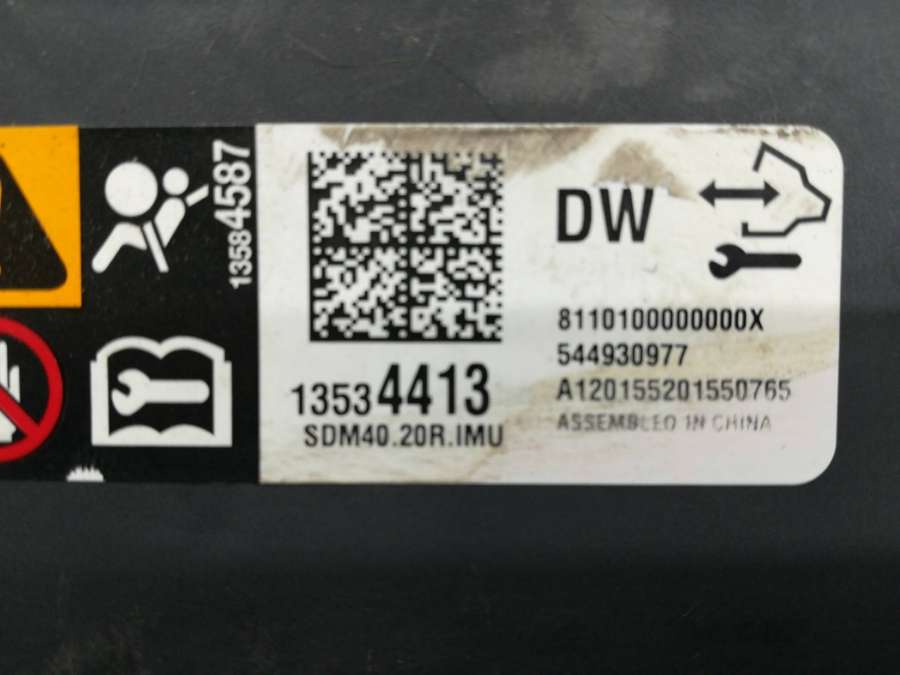 13584587
DW
8110100000000X
544930977
A120155201550765
ASSEMBLED IN CHINA
13534413
SDM40.20R.IMU